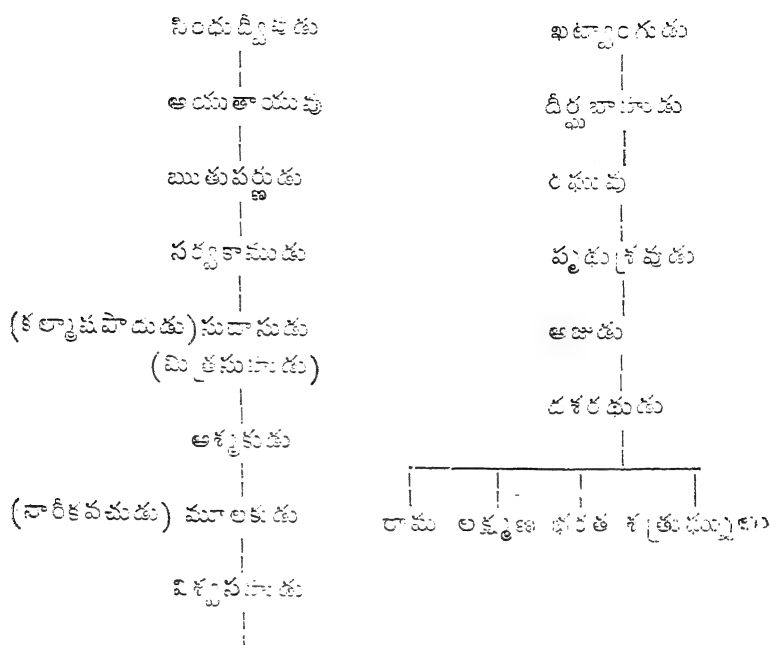 సింధుద్వీపుడు
అయుతాయువు
ఋతుపర్ణుడు
సర్వకాముడు
(కల్మాషపాదుడు) సుదాసుడు
(మిత్రసహుడు)
అశ్మకుడు
(నారీకవచుడు) మూలకుడు
విశ్వసహుడు
ఖట్వాంగుడు
దీర్ఘబాహుడు
రఘువు
పృథుశ్రవుడు
అజుడు
దశరథుడు
రామ లక్ష్మణ భరత శత్రుఘ్నులు